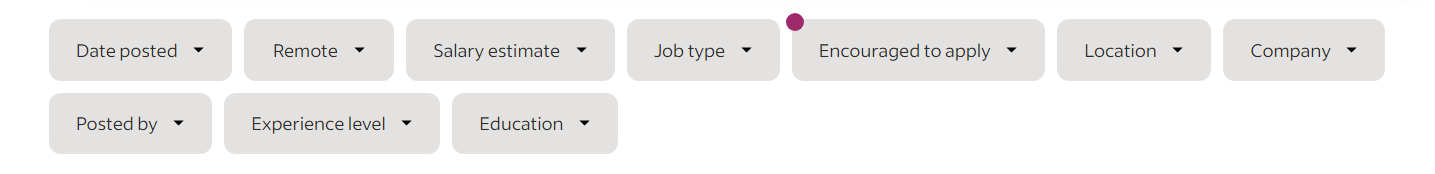 Date posted Remote Salary estimate Job type Encouraged to apply Location Company
Posted by Experience level Education